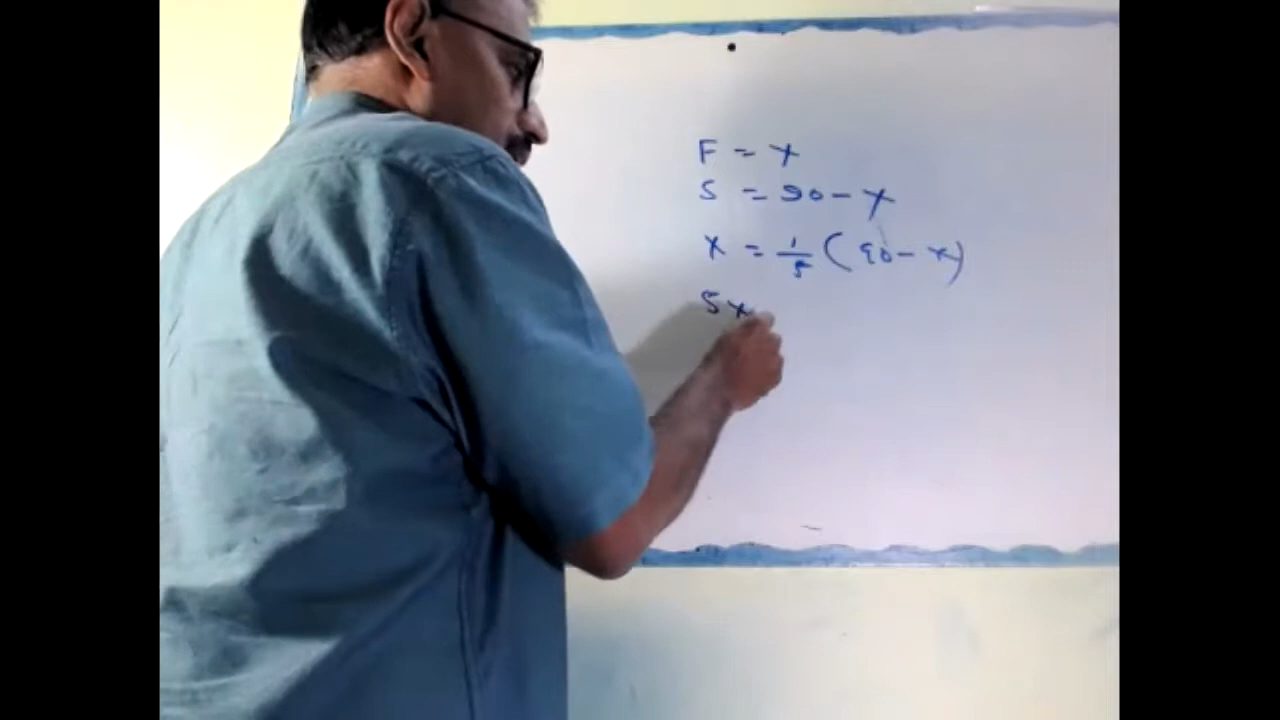 F = x
S = 90 - x
x = 1/5 (90 - x)
5x